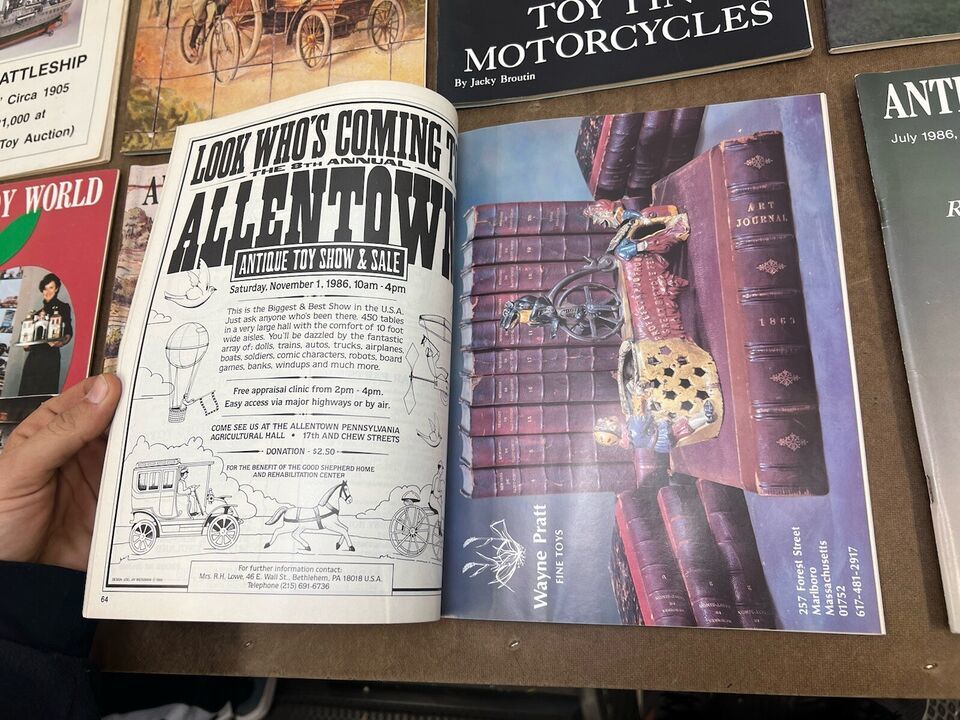 ATTLESHIP
Circa 1905
1,000 at
Toy Auction)
Y WORLD
A
TOY TIN
MOTORCYCLES
By Jacky Broutin
ANTI
July 1986,
R
LOOK WHO'S COMING T
THE 8TH ANNUAL
ALLENTOW
ANTIQUE TOY SHOW & SALE
Saturday, November 1, 1986, 10am - 4pm
This is the Biggest & Best Show in the U.S.A.
Just ask anyone who's been there. 450 tables
in a very large hall with the comfort of 10 foot
wide aisles. You'll be dazzled by the fantastic
array of: dolls, trains, autos, trucks, airplanes,
boats, soldiers, comic characters, robots, board
games, banks, windups and much more.
Free appraisal clinic from 2pm - 4pm.
Easy access via major highways or by air.
COME SEE US AT THE ALLENTOWN PENNSYLVANIA
AGRICULTURAL HALL • 17TH AND CHEW STREETS
DONATION - $2.50
FOR THE BENEFIT OF THE GOOD SHEPHERD HOME
AND REHABILITATION CENTER
For further information contact:
Mrs. R.H. Lowe, 46 E. Wall St., Bethlehem, PA 18018 U.S.A.
Telephone (215) 691-6736
64
ART
JOURNAL
1863
Wayne Pratt
FINE TOYS
257 Forest Street
Marlboro
Massachusetts
01752
617-481-2917